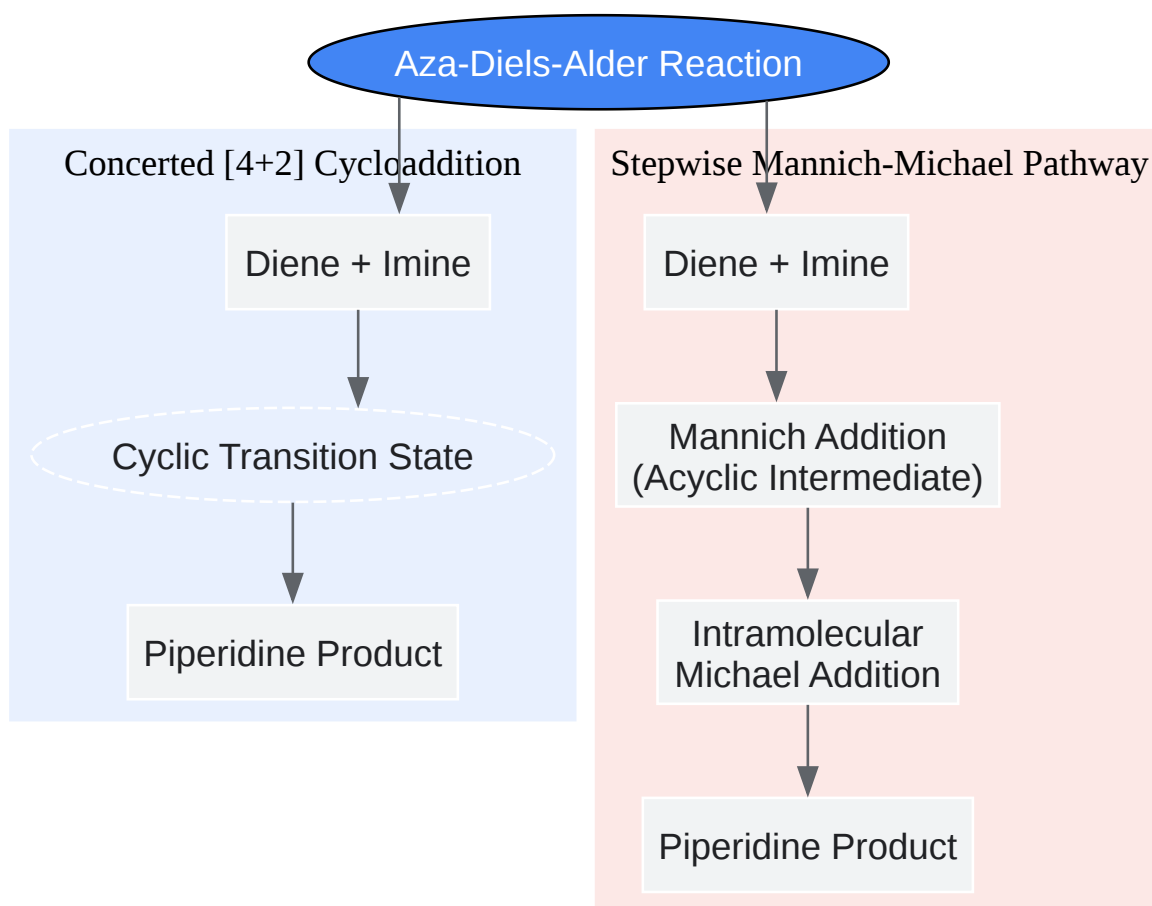 Aza-Diels-Alder Reaction
Concerted [4+2] Cycloaddition
Diene + Imine
Cyclic Transition State
Piperidine Product
Stepwise Mannich-Michael Pathway
Diene + Imine
Mannich Addition
(Acyclic Intermediate)
Intramolecular
Michael Addition
Piperidine Product